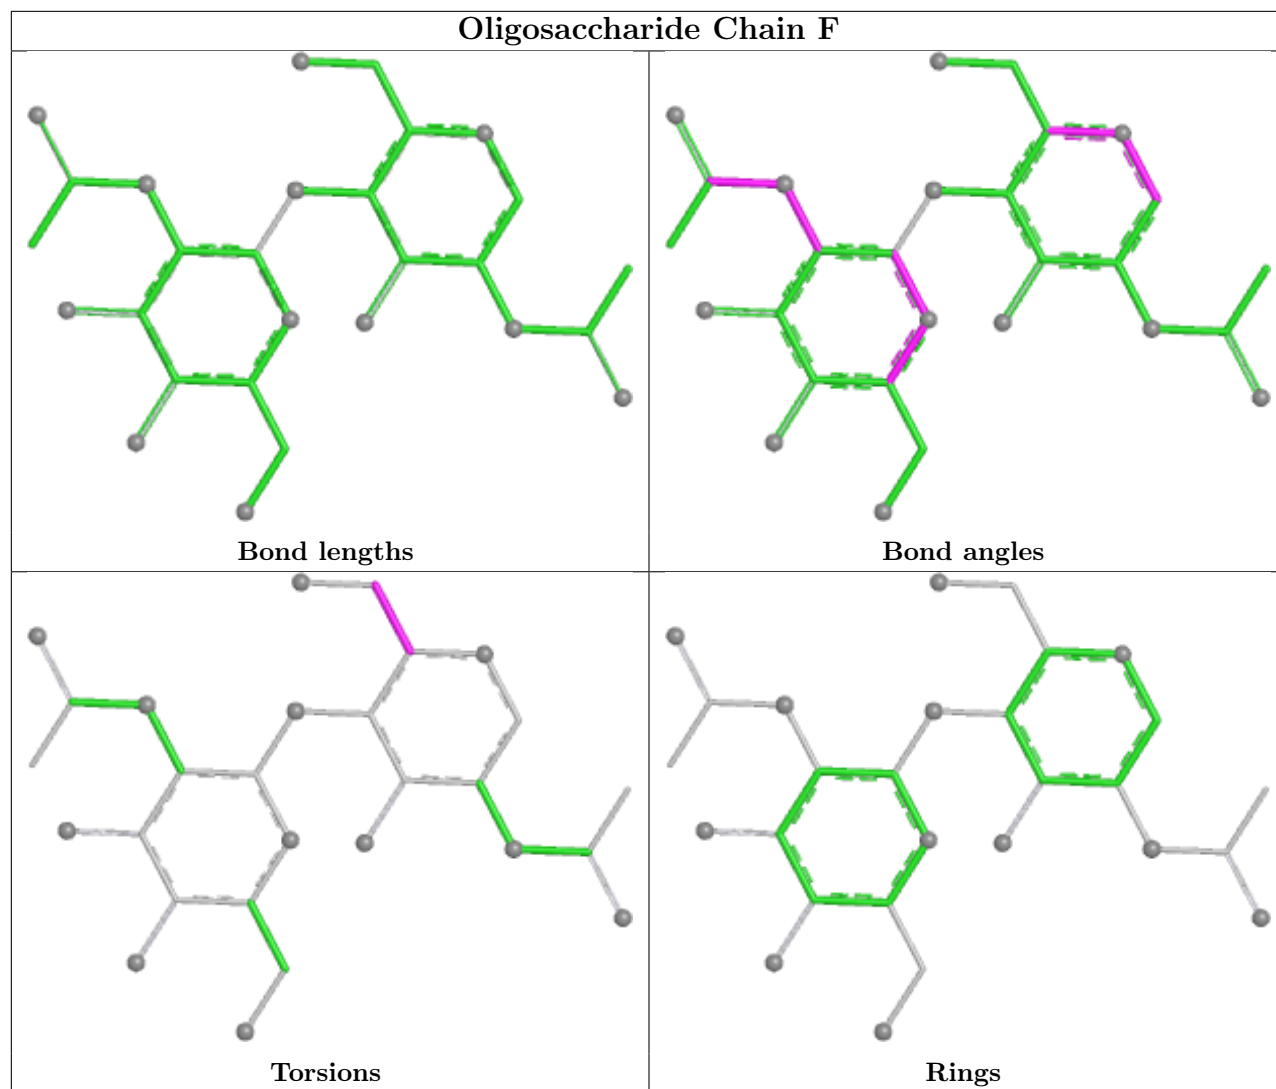 Oligosaccharide Chain F
Bond lengths
Bond angles
Torsions
Rings